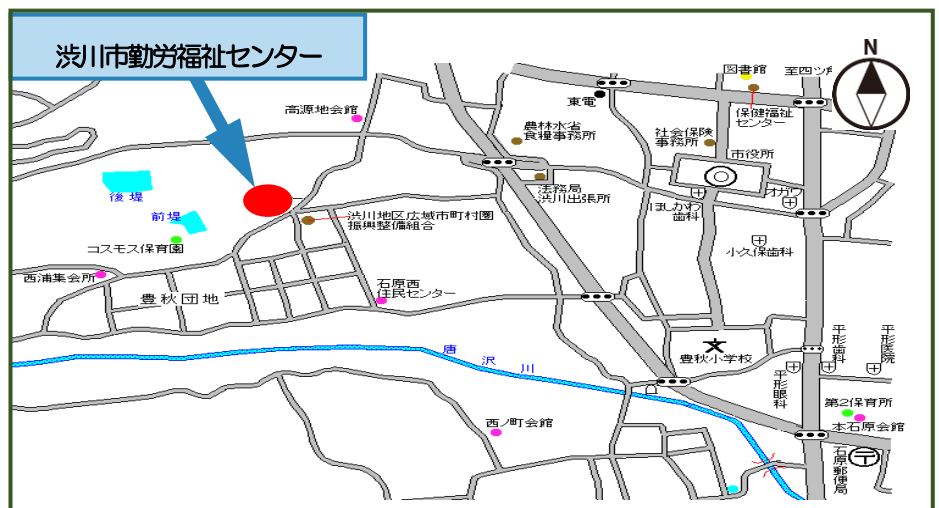 渋川市勤労福祉センター
N
図書館
至四ツ角
東電
高源地会館
保健福祉
センター
農林水省
食糧事務所
社会保険
事務所
市役所
法務局
渋川出張所
オガワ
ほしかわ
歯科
後堤
前堤
渋川地区広域市町村圏
振興整備組合
コスモス保育園
小久保歯科
西浦集会所
石原西
住民センター
豊秋団地
唐沢川
豊秋小学校
平形歯科
平形医院
平形眼科
第2保育所
本石原会館
西ノ町会館
石原郵便局